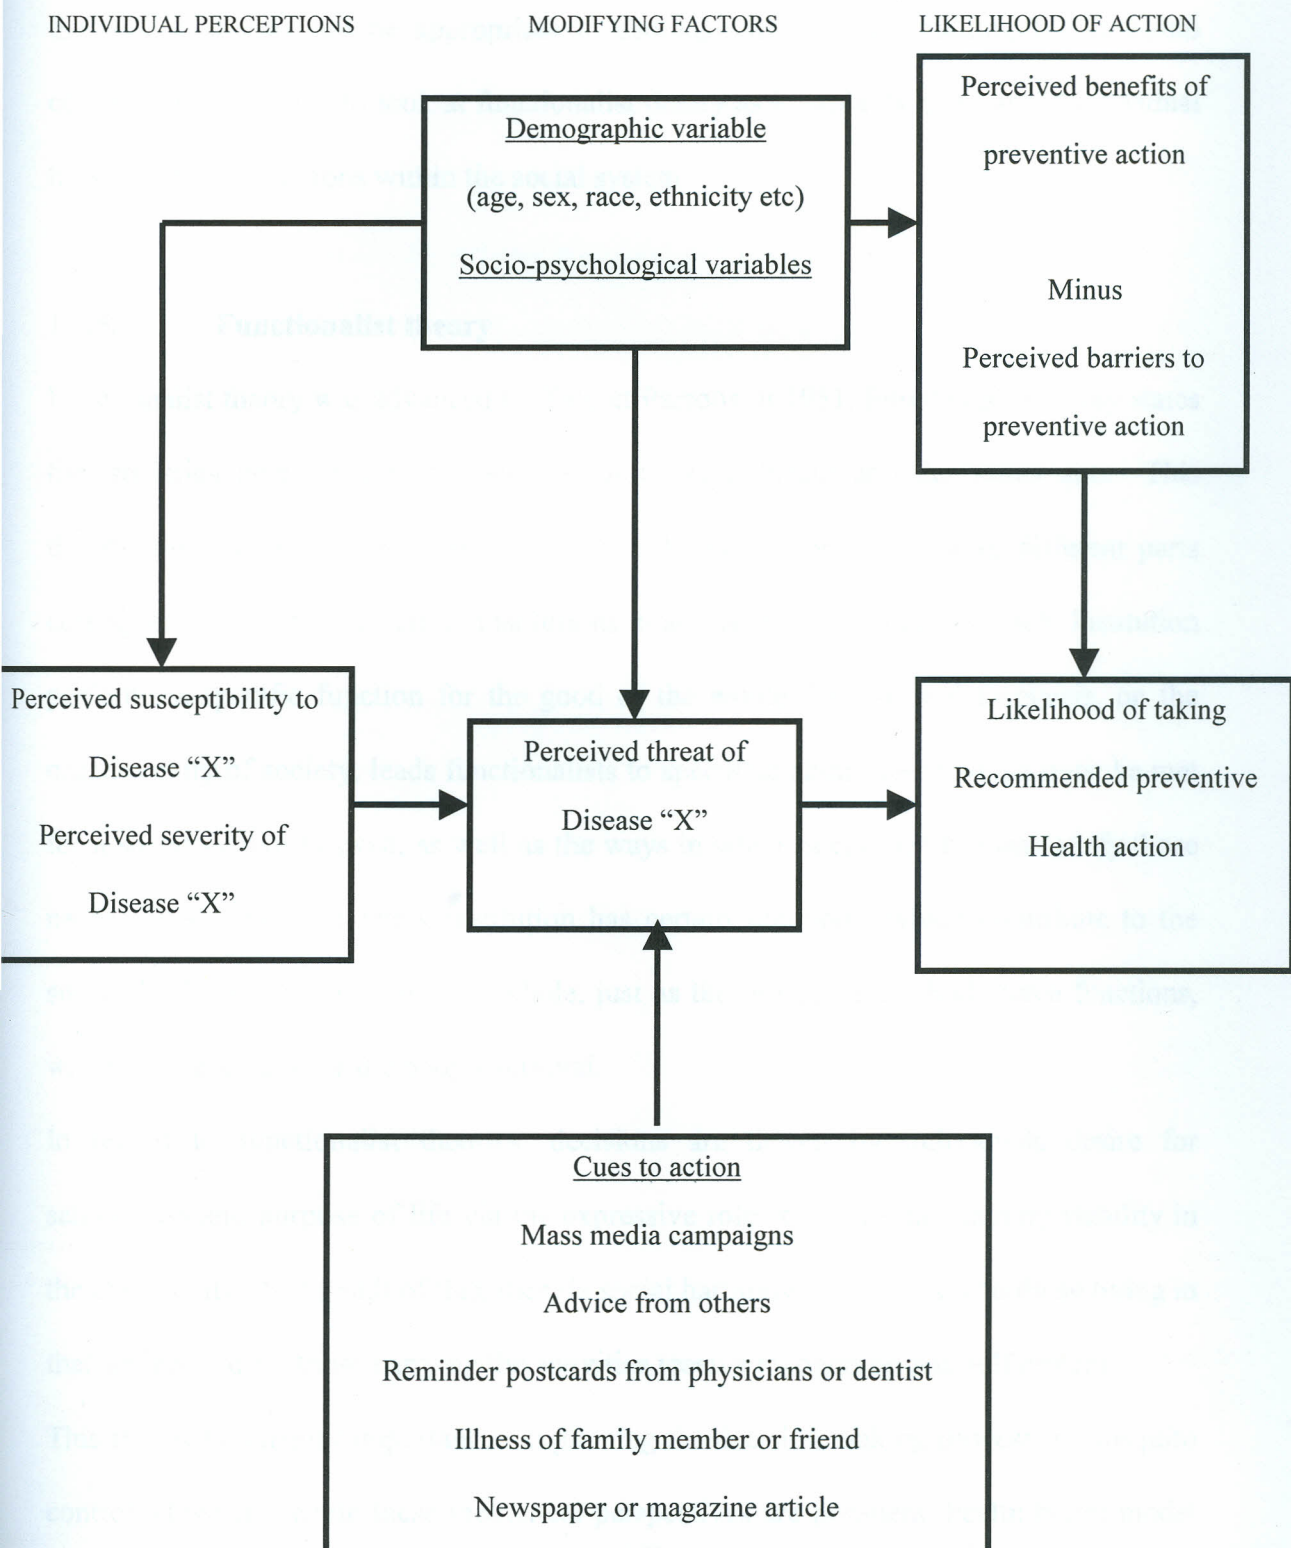 INDIVIDUAL PERCEPTIONS
MODIFYING FACTORS
LIKELIHOOD OF ACTION
Demographic variable
(age, sex, race, ethnicity etc)
Socio-psychological variables
Perceived benefits of
preventive action
Minus
Perceived barriers to
preventive action
Perceived susceptibility to
Disease “X”
Perceived severity of
Disease “X”
Perceived threat of
Disease “X”
Likelihood of taking
Recommended preventive
Health action
Cues to action
Mass media campaigns
Advice from others
Reminder postcards from physicians or dentist
Illness of family member or friend
Newspaper or magazine article